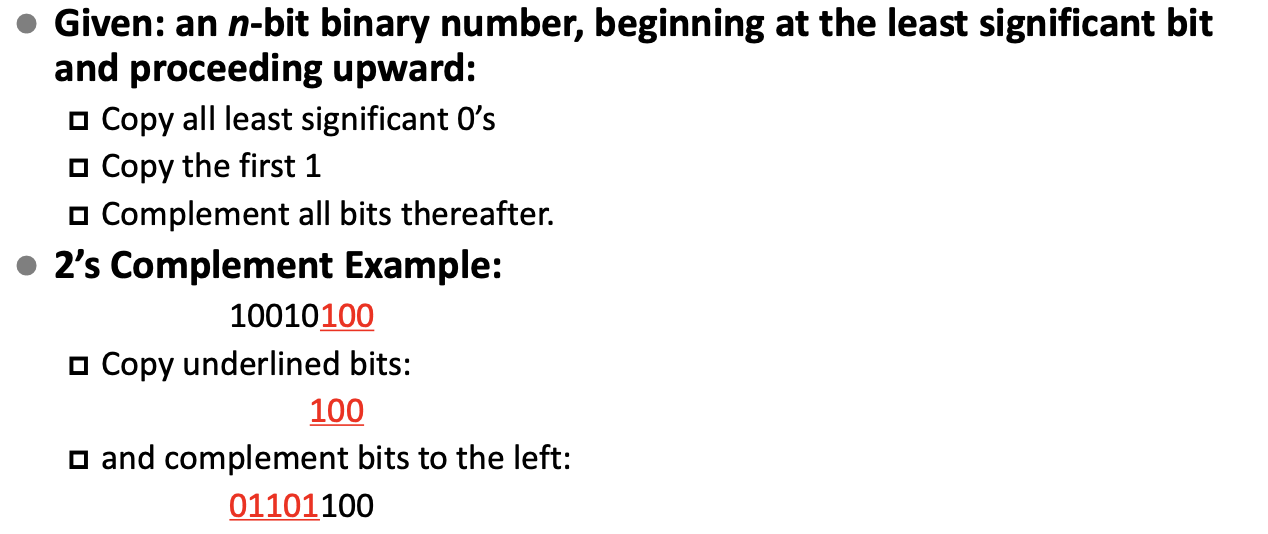 Given: an n-bit binary number, beginning at the least significant bit
and proceeding upward:
Copy all least significant 0’s
Copy the first 1
Complement all bits thereafter.
2’s Complement Example:
10010100
Copy underlined bits:
100
and complement bits to the left:
01101100